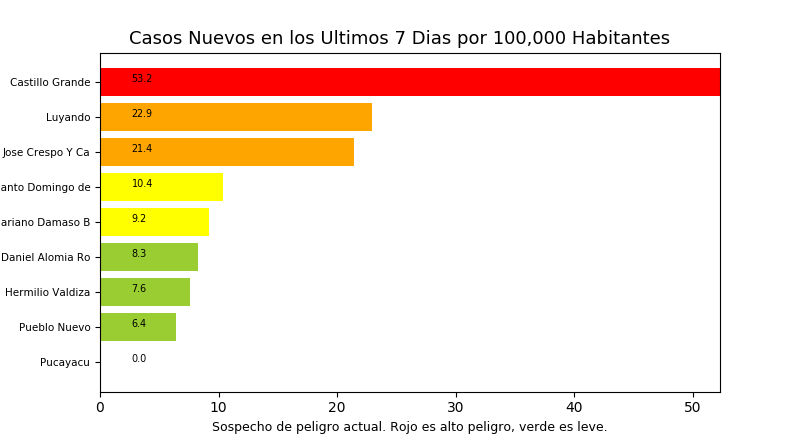 Casos Nuevos en los Ultimos 7 Dias por 100,000 Habitantes
Castillo Grande 53.2
Luyando 22.9
Jose Crespo Y Ca 21.4
anto Domingo de 10.4
ariano Damaso B 9.2
Daniel Alomia Ro 8.3
Hermilio Valdiza 7.6
Pueblo Nuevo 6.4
Pucayacu 0.0
0 10 20 30 40 50
Sospecho de peligro actual. Rojo es alto peligro, verde es leve.